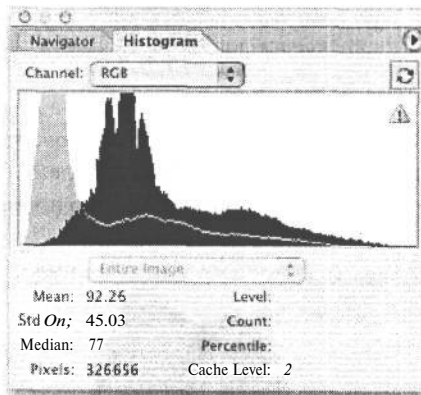 Navigator Histogram
Channel: RGB
Entire Image
Mean: 92.26 Level:
Std On; 45.03 Count:
Median: 77 Percentile:
Pixels: 326656 Cache Level: 2